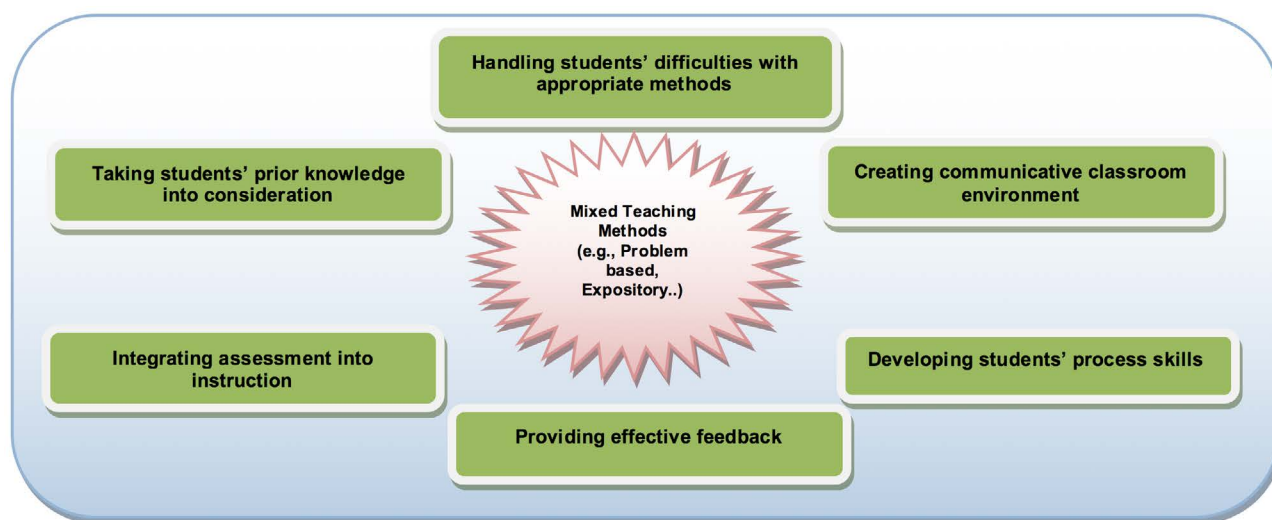 Handling students’ difficulties with
appropriate methods
Taking students’ prior knowledge
into consideration
Creating communicative classroom
environment
Mixed Teaching
Methods
(e.g., Problem
based,
Expository..)
Integrating assessment into
instruction
Developing students’ process skills
Providing effective feedback